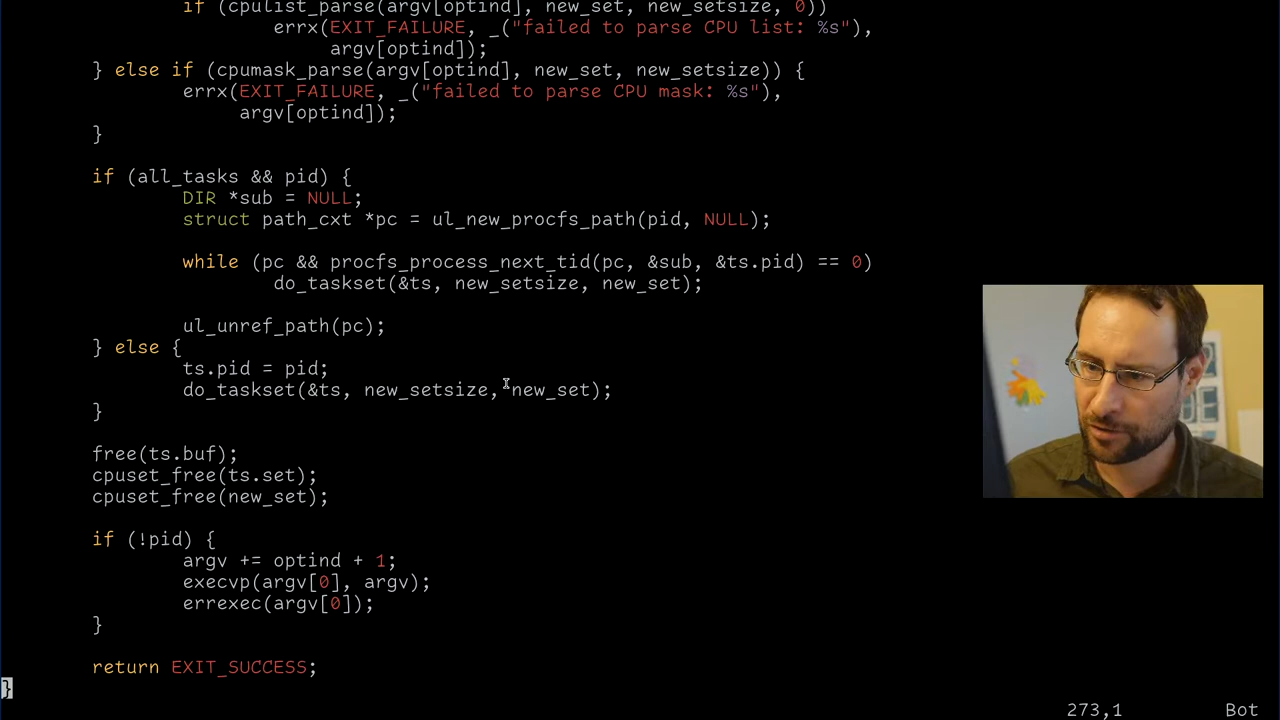 if (cpulist_parse(argv[optind], new_set, new_setsize, 0))
errx(EXIT_FAILURE, _("failed to parse CPU list: %s"),
argv[optind]);
} else if (cpumask_parse(argv[optind], new_set, new_setsize)) {
errx(EXIT_FAILURE, _("failed to parse CPU mask: %s"),
argv[optind]);
}
if (all_tasks && pid) {
DIR *sub = NULL;
struct path_cxt *pc = ul_new_procfs_path(pid, NULL);
while (pc && procfs_process_next_tid(pc, &sub, &ts.pid) == 0)
do_taskset(&ts, new_setsize, new_set);
ul_unref_path(pc);
} else {
ts.pid = pid;
do_taskset(&ts, new_setsize, new_set);
}
free(ts.buf);
cpuset_free(ts.set);
cpuset_free(new_set);
if (!pid) {
argv += optind + 1;
execvp(argv[0], argv);
errexec(argv[0]);
}
return EXIT_SUCCESS;
}
273,1 Bot